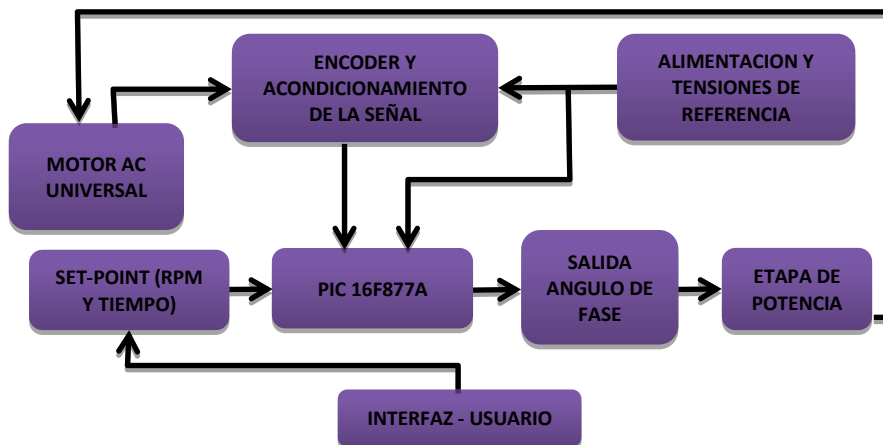 ENCODER Y
ACONDICIONAMIENTO
DE LA SEÑAL
ALIMENTACION Y
TENSIONES DE
REFERENCIA
MOTOR AC
UNIVERSAL
SET-POINT (RPM
Y TIEMPO)
PIC 16F877A
SALIDA
ANGULO DE
FASE
ETAPA DE
POTENCIA
INTERFAZ - USUARIO